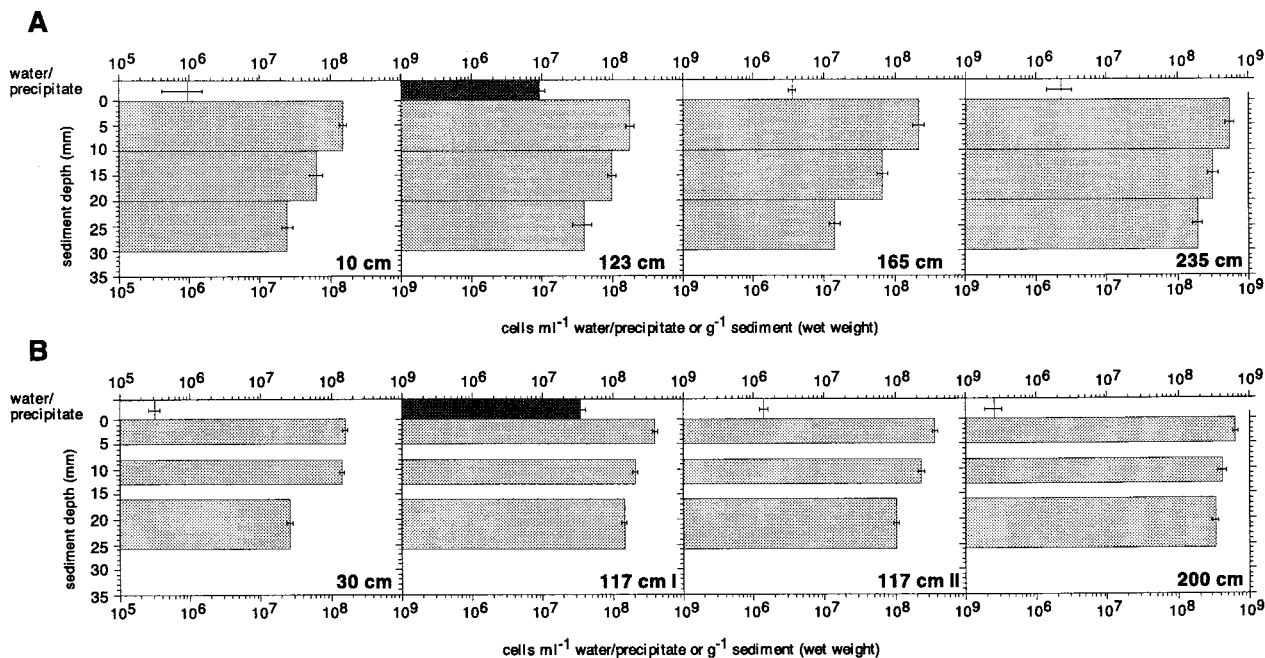 A
10⁵ 10⁶ 10⁷ 10⁸ 10⁹ 10⁶ 10⁷ 10⁸ 10⁹ 10⁶ 10⁷ 10⁸ 10⁹ 10⁶ 10⁷ 10⁸ 10⁹
water/
precipitate
0
5
10
15
20
25
30
35
sediment depth (mm)
10 cm 123 cm 165 cm 235 cm
10⁵ 10⁶ 10⁷ 10⁸ 10⁹ 10⁶ 10⁷ 10⁸ 10⁹ 10⁶ 10⁷ 10⁸ 10⁹ 10⁶ 10⁷ 10⁸ 10⁹
cells ml⁻¹ water/precipitate or g⁻¹ sediment (wet weight)
B
10⁵ 10⁶ 10⁷ 10⁸ 10⁹ 10⁶ 10⁷ 10⁸ 10⁹ 10⁶ 10⁷ 10⁸ 10⁹ 10⁶ 10⁷ 10⁸ 10⁹
water/
precipitate
0
5
10
15
20
25
30
35
sediment depth (mm)
30 cm 117 cm I 117 cm II 200 cm
10⁵ 10⁶ 10⁷ 10⁸ 10⁹ 10⁶ 10⁷ 10⁸ 10⁹ 10⁶ 10⁷ 10⁸ 10⁹ 10⁶ 10⁷ 10⁸ 10⁹
cells ml⁻¹ water/precipitate or g⁻¹ sediment (wet weight)